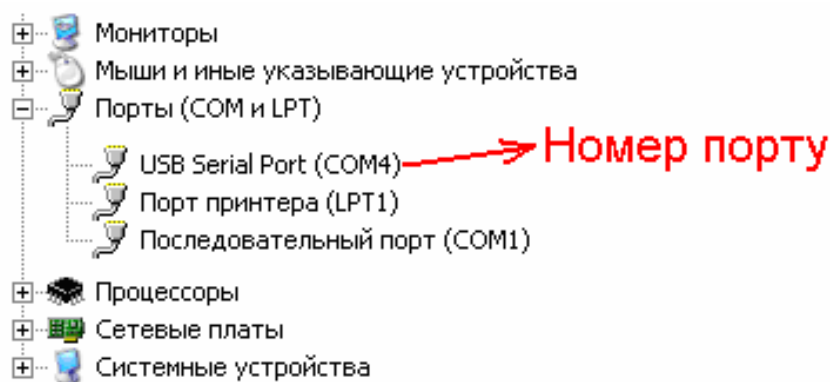 Мониторы
Мыши и иные указывающие устройства
Порты (COM и LPT)
USB Serial Port (COM4)
Номер порту
Порт принтера (LPT1)
Последовательный порт (COM1)
Процессоры
Сетевые платы
Системные устройства